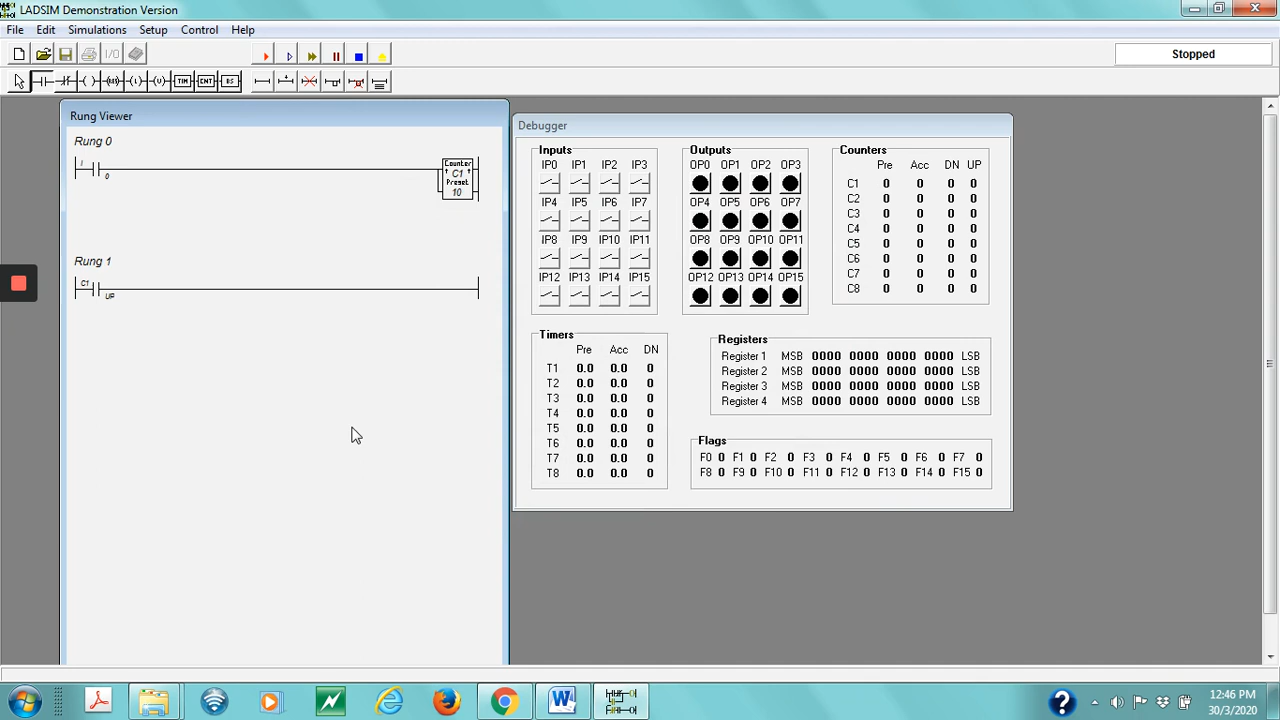 LADSIM Demonstration Version
File Edit Simulations Setup Control Help
I/O
Stopped
TIM CNT RS
Rung Viewer
Rung 0
I
0
Counter
C1
Preset
10
Rung 1
C1
UP
Debugger
Inputs
IP0 IP1 IP2 IP3
IP4 IP5 IP6 IP7
IP8 IP9 IP10 IP11
IP12 IP13 IP14 IP15
Outputs
OP0 OP1 OP2 OP3
OP4 OP5 OP6 OP7
OP8 OP9 OP10 OP11
OP12 OP13 OP14 OP15
Counters
Pre Acc DN UP
C1 0 0 0 0
C2 0 0 0 0
C3 0 0 0 0
C4 0 0 0 0
C5 0 0 0 0
C6 0 0 0 0
C7 0 0 0 0
C8 0 0 0 0
Timers
Pre Acc DN
T1 0.0 0.0 0
T2 0.0 0.0 0
T3 0.0 0.0 0
T4 0.0 0.0 0
T5 0.0 0.0 0
T6 0.0 0.0 0
T7 0.0 0.0 0
T8 0.0 0.0 0
Registers
Register 1 MSB 0000 0000 0000 0000 LSB
Register 2 MSB 0000 0000 0000 0000 LSB
Register 3 MSB 0000 0000 0000 0000 LSB
Register 4 MSB 0000 0000 0000 0000 LSB
Flags
F0 0 F1 0 F2 0 F3 0 F4 0 F5 0 F6 0 F7 0
F8 0 F9 0 F10 0 F11 0 F12 0 F13 0 F14 0 F15 0
12:46 PM
30/3/2020